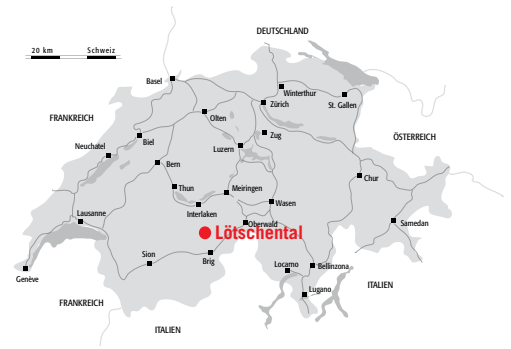 DEUTSCHLAND
20 km Schweiz
Basel
Winterthur
Zürich
St. Gallen
FRANKREICH
Olten
Zug
ÖSTERREICH
Neuchatel
Biel
Luzern
Bern
Chur
Thun
Meiringen
Wasen
Interlaken
Lausanne
Oberwald
Samedan
Lötschental
Sion
Brig
Locarno
Bellinzona
Genève
ITALIEN
Lugano
FRANKREICH
ITALIEN